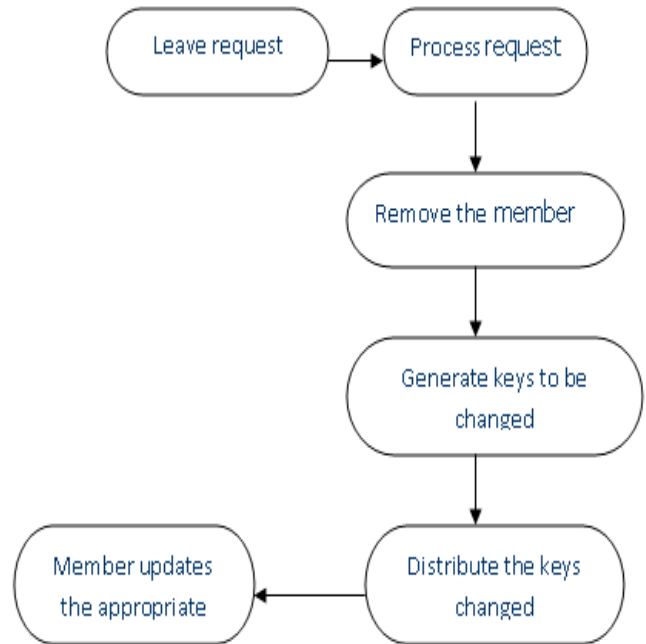 Leave request
Process request
Remove the member
Generate keys to be
changed
Distribute the keys
changed
Member updates
the appropriate